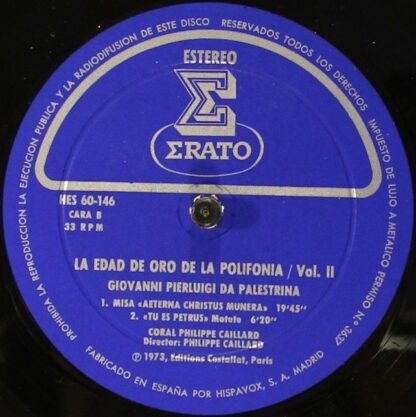 PROHIBIDA LA REPRODUCCION LA EJECUCION PUBLICA Y LA RADIODIFUSION DE ESTE DISCO RESERVADOS TODOS LOS DERECHOS IMPUESTO DE LUJO A METALICO PERMISO N.º 3637
ESTEREO
Σ
ΣRATO
HES 60-146
CARA B
33 RPM
LA EDAD DE ORO DE LA POLIFONIA / Vol. II
GIOVANNI PIERLUIGI DA PALESTRINA
1. MISA «AETERNA CHRISTUS MUNERA» 19'45"
2. «TU ES PETRUS» Motete 6'20"
CORAL PHILIPPE CAILLARD
Director: PHILIPPE CAILLARD
℗ 1973, Editions Costallat, Paris
FABRICADO EN ESPAÑA POR HISPAVOX, S. A. MADRID